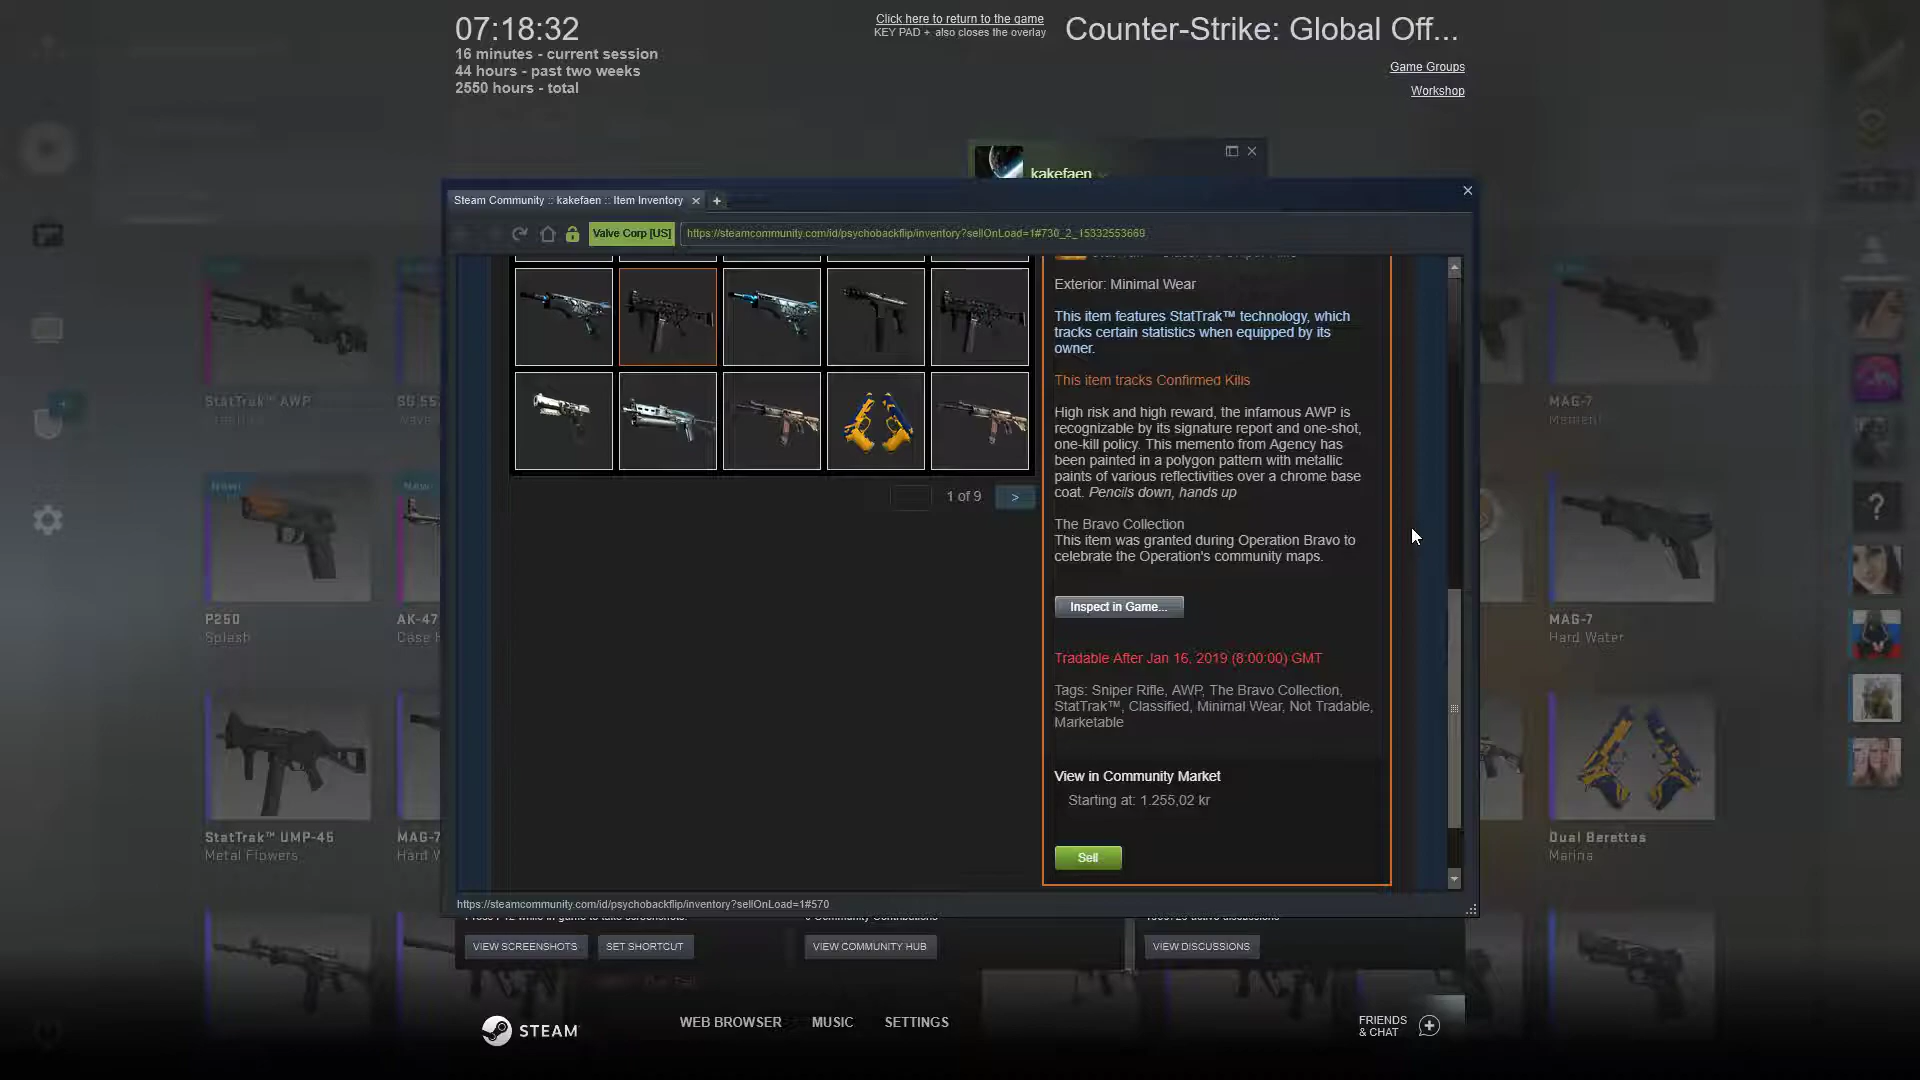 07:18:32
16 minutes - current session
44 hours - past two weeks
2550 hours - total
Click here to return to the game
KEY PAD + also closes the overlay
Counter-Strike: Global Off...
Game Groups
Workshop
kakefaen
Steam Community :: kakefaen :: Item Inventory
Valve Corp [US]
https://steamcommunity.com/id/psychobackflip/inventory?sellOnLoad=1#730_2_15332553669
Exterior: Minimal Wear
This item features StatTrak™ technology, which
tracks certain statistics when equipped by its
owner.
This item tracks Confirmed Kills
High risk and high reward, the infamous AWP is
recognizable by its signature report and one-shot,
one-kill policy. This memento from Agency has
been painted in a polygon pattern with metallic
paints of various reflectivities over a chrome base
coat. Pencils down, hands up
The Bravo Collection
This item was granted during Operation Bravo to
celebrate the Operation's community maps.
Inspect in Game...
Tradable After Jan 16, 2019 (8:00:00) GMT
Tags: Sniper Rifle, AWP, The Bravo Collection,
StatTrak™, Classified, Minimal Wear, Not Tradable,
Marketable
View in Community Market
Starting at: 1.255,02 kr
Sell
1 of 9
>
https://steamcommunity.com/id/psychobackflip/inventory?sellOnLoad=1#570
StatTrak™ AWP
SG 55
MAG-7
New!
New!
P250
Splash
AK-47
Case H
MAG-7
Hard Water
StatTrak™ UMP-45
Metal Flowers
MAG-7
Hard W
Dual Berettas
Marina
VIEW SCREENSHOTS
SET SHORTCUT
VIEW COMMUNITY HUB
VIEW DISCUSSIONS
STEAM
WEB BROWSER
MUSIC
SETTINGS
FRIENDS
& CHAT